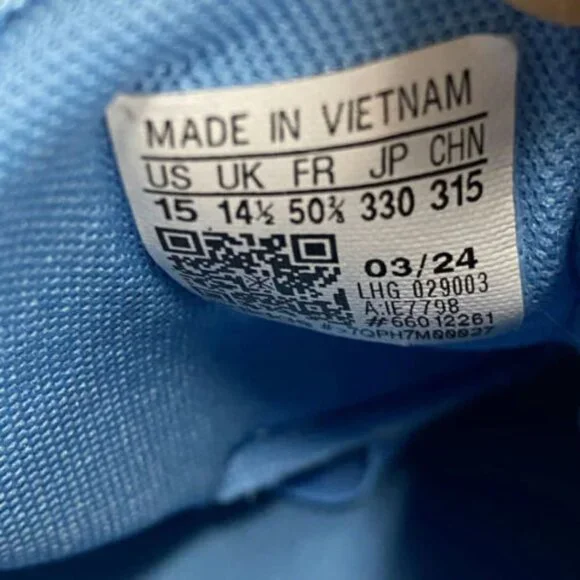 MADE IN VIETNAM
US UK FR JP CHN
15 14½ 50⅔ 330 315
03/24
LHG 029003
A:IE7798
#66012261